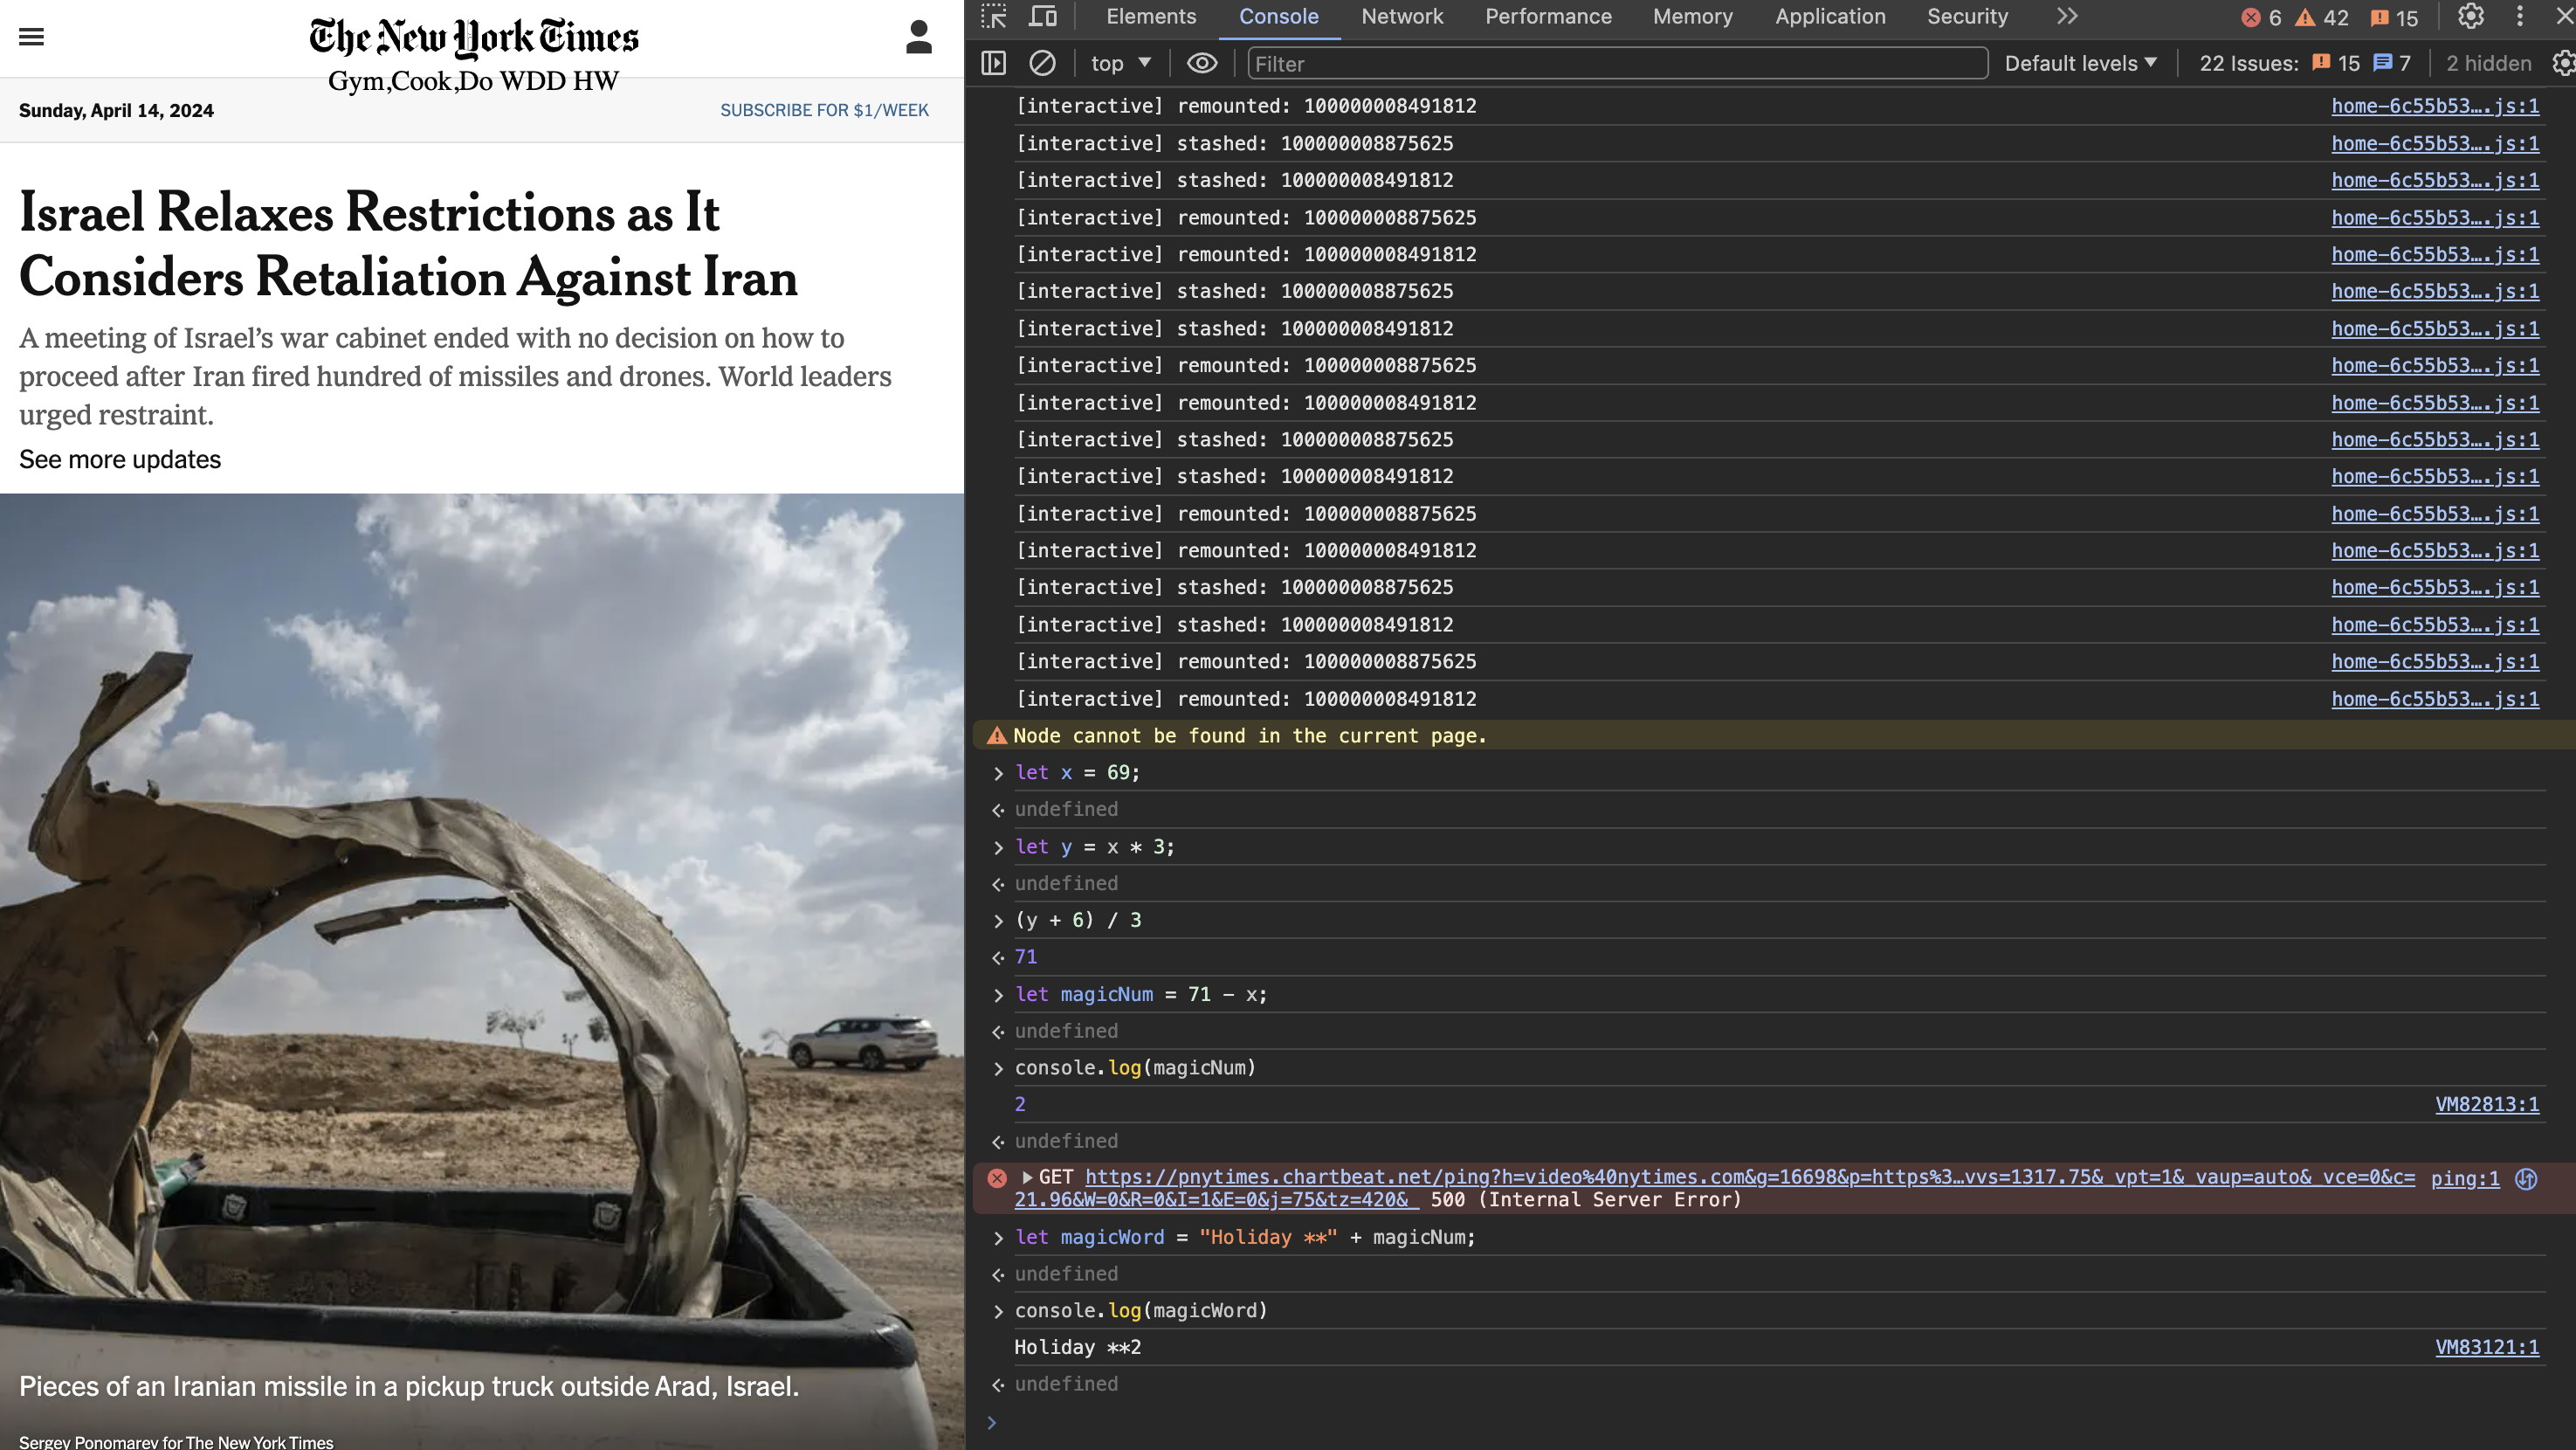 The New York Times
Gym,Cook,Do WDD HW
Sunday, April 14, 2024
SUBSCRIBE FOR $1/WEEK
Israel Relaxes Restrictions as It
Considers Retaliation Against Iran
A meeting of Israel’s war cabinet ended with no decision on how to
proceed after Iran fired hundred of missiles and drones. World leaders
urged restraint.
See more updates
Pieces of an Iranian missile in a pickup truck outside Arad, Israel.
Sergey Ponomarev for The New York Times
Elements Console Network Performance Memory Application Security 6 42 15
top Filter Default levels 22 Issues: 15 7 2 hidden
[interactive] remounted: 100000008491812 home-6c55b53….js:1
[interactive] stashed: 100000008875625 home-6c55b53….js:1
[interactive] stashed: 100000008491812 home-6c55b53….js:1
[interactive] remounted: 100000008875625 home-6c55b53….js:1
[interactive] remounted: 100000008491812 home-6c55b53….js:1
[interactive] stashed: 100000008875625 home-6c55b53….js:1
[interactive] stashed: 100000008491812 home-6c55b53….js:1
[interactive] remounted: 100000008875625 home-6c55b53….js:1
[interactive] remounted: 100000008491812 home-6c55b53….js:1
[interactive] stashed: 100000008875625 home-6c55b53….js:1
[interactive] stashed: 100000008491812 home-6c55b53….js:1
[interactive] remounted: 100000008875625 home-6c55b53….js:1
[interactive] remounted: 100000008491812 home-6c55b53….js:1
[interactive] stashed: 100000008875625 home-6c55b53….js:1
[interactive] stashed: 100000008491812 home-6c55b53….js:1
[interactive] remounted: 100000008875625 home-6c55b53….js:1
[interactive] remounted: 100000008491812 home-6c55b53….js:1
Node cannot be found in the current page.
let x = 69;
undefined
let y = x * 3;
undefined
(y + 6) / 3
71
let magicNum = 71 - x;
undefined
console.log(magicNum)
2 VM82813:1
undefined
GET https://pnytimes.chartbeat.net/ping?h=video%40nytimes.com&g=16698&p=https%3…vvs=1317.75&_vpt=1&_vaup=auto&_vce=0&c= ping:1
21.96&W=0&R=0&I=1&E=0&j=75&tz=420&_ 500 (Internal Server Error)
let magicWord = "Holiday **" + magicNum;
undefined
console.log(magicWord)
Holiday **2 VM83121:1
undefined